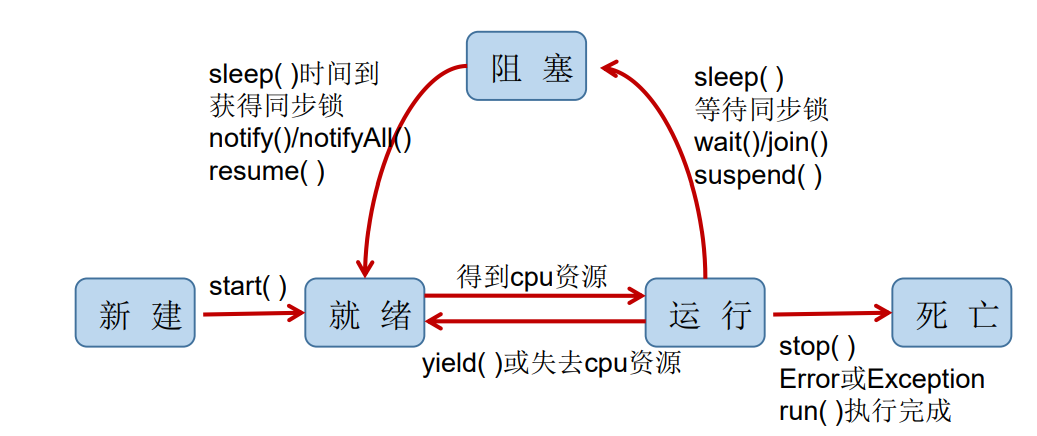 阻 塞
sleep( )时间到
获得同步锁
notify()/notifyAll()
resume( )
sleep( )
等待同步锁
wait()/join()
suspend( )
新 建
start( )
就 绪
得到cpu资源
yield( )或失去cpu资源
运 行
死 亡
stop( )
Error或Exception
run( )执行完成